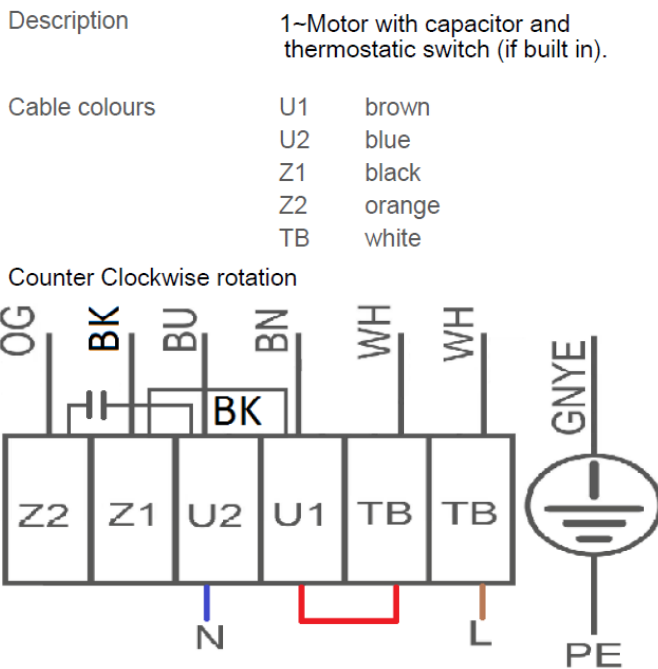 Description
1~Motor with capacitor and
thermostatic switch (if built in).
Cable colours
U1 brown
U2 blue
Z1 black
Z2 orange
TB white
Counter Clockwise rotation
OG BK BU BN WH WH GNYE
BK
Z2 Z1 U2 U1 TB TB
N L PE